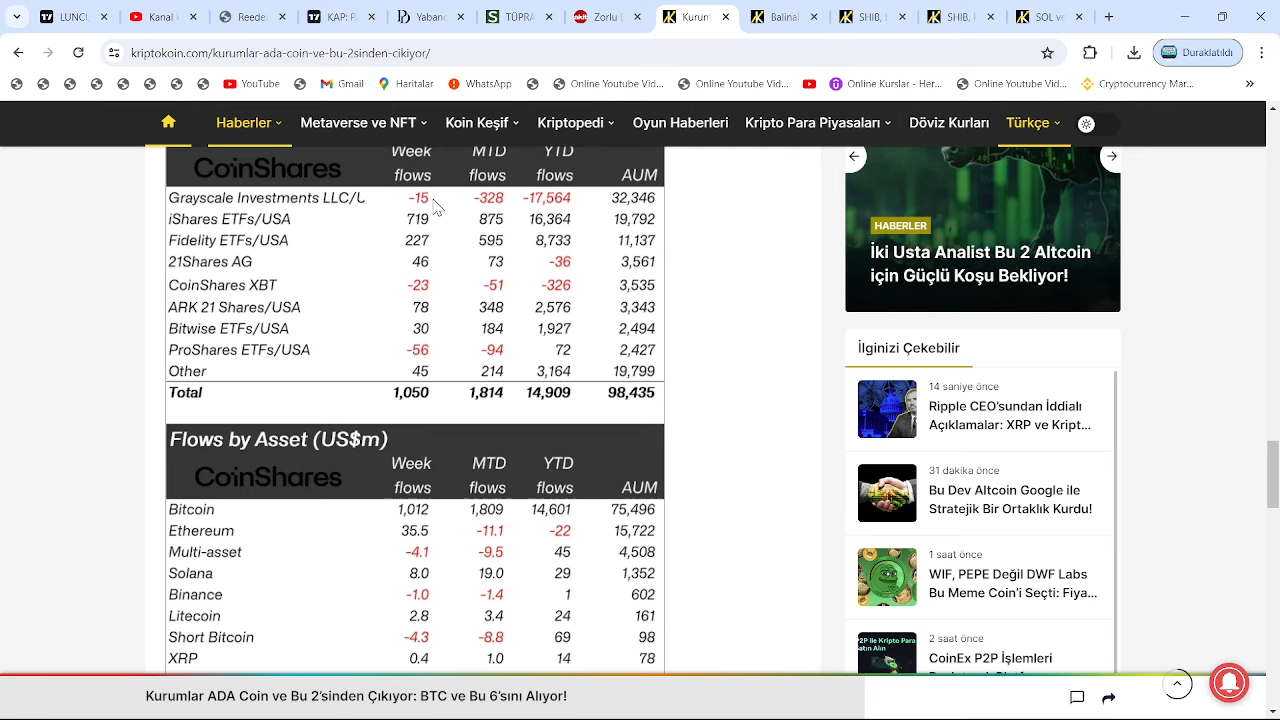 LUNC
KAP
Reeder
KAP. F
Bananc
TÜPRA
Zorlu
Kurum
Balina
SHIB, I
SHIB,
SOL ve
kriptokoin.com/kurumlar-ada-coin-ve-bu-2sinden-cikiyor/
Duraklatıldı
YouTube
Gmail
Haritalar
WhatsApp
Online Youtube Vid...
Online Youtube Vid...
Online Kurslar - Her...
Online Youtube Vid...
Cryptocurrency Mar...
Haberler
Metaverse ve NFT
Koin Keşif
Kriptopedi
Oyun Haberleri
Kripto Para Piyasaları
Döviz Kurları
Türkçe
CoinShares
Week MTD YTD
flows flows flows AUM
Grayscale Investments LLC/U -15 -328 -17,564 32,346
iShares ETFs/USA 719 875 16,364 19,792
Fidelity ETFs/USA 227 595 8,733 11,137
21Shares AG 46 73 -36 3,561
CoinShares XBT -23 -51 -326 3,535
ARK 21 Shares/USA 78 348 2,576 3,343
Bitwise ETFs/USA 30 184 1,927 2,494
ProShares ETFs/USA -56 -94 72 2,427
Other 45 214 3,164 19,799
Total 1,050 1,814 14,909 98,435
Flows by Asset (US$m)
CoinShares
Week MTD YTD
flows flows flows AUM
Bitcoin 1,012 1,809 14,601 75,496
Ethereum 35.5 -11.1 -22 15,722
Multi-asset -4.1 -9.5 45 4,508
Solana 8.0 19.0 29 1,352
Binance -1.0 -1.4 1 602
Litecoin 2.8 3.4 24 161
Short Bitcoin -4.3 -8.8 69 98
XRP 0.4 1.0 14 78
HABERLER
İki Usta Analist Bu 2 Altcoin
için Güçlü Koşu Bekliyor!
İlginizi Çekebilir
14 saniye önce
Ripple CEO'sundan İddialı
Açıklamalar: XRP ve Kript...
31 dakika önce
Bu Dev Altcoin Google ile
Stratejik Bir Ortaklık Kurdu!
1 saat önce
WIF, PEPE Değil DWF Labs
Bu Meme Coin'i Seçti: Fiya...
2 saat önce
CoinEx P2P İşlemleri
Kurumlar ADA Coin ve Bu 2'sinden Çıkıyor: BTC ve Bu 6'sını Alıyor!